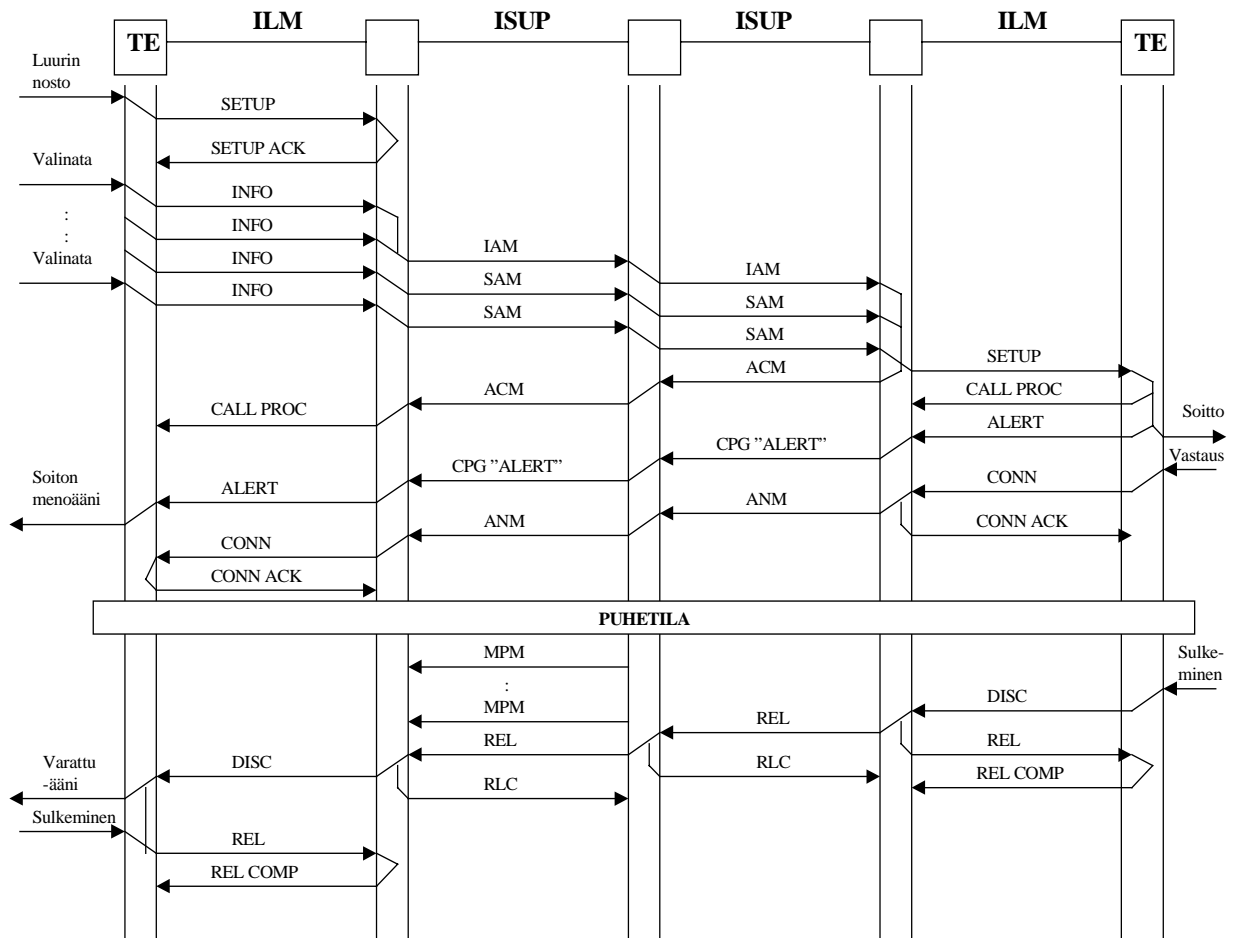 ILM ISUP ISUP ILM
TE TE
Luurin
nosto
SETUP
SETUP ACK
Valinata
INFO
:
INFO
:
IAM
Valinata
INFO
IAM
SAM
INFO
SAM
SAM
SAM
SETUP
ACM
ACM
CALL PROC
CALL PROC
ALERT
Soitto
CPG "ALERT"
Vastaus
CPG "ALERT"
Soiton
menoääni
ALERT
CONN
ANM
ANM
CONN ACK
CONN
CONN ACK
PUHETILA
MPM
Sulke-
minen
:
DISC
MPM
REL
REL
REL
Varattu
-ääni
DISC
RLC
REL COMP
RLC
Sulkeminen
REL
REL COMP